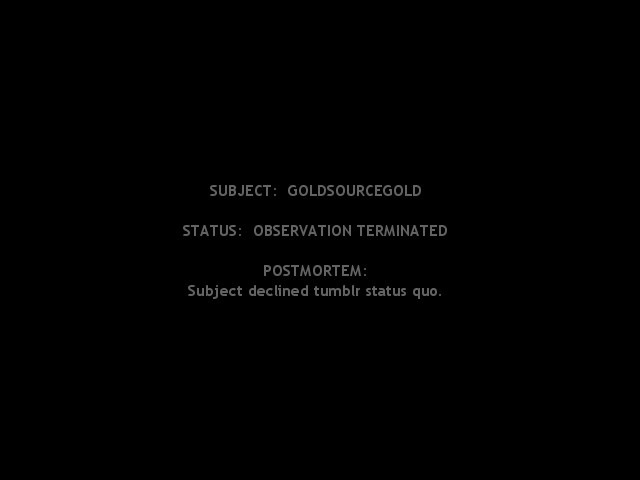 SUBJECT: GOLDSOURCEGOLD
STATUS: OBSERVATION TERMINATED
POSTMORTEM:
Subject declined tumblr status quo.